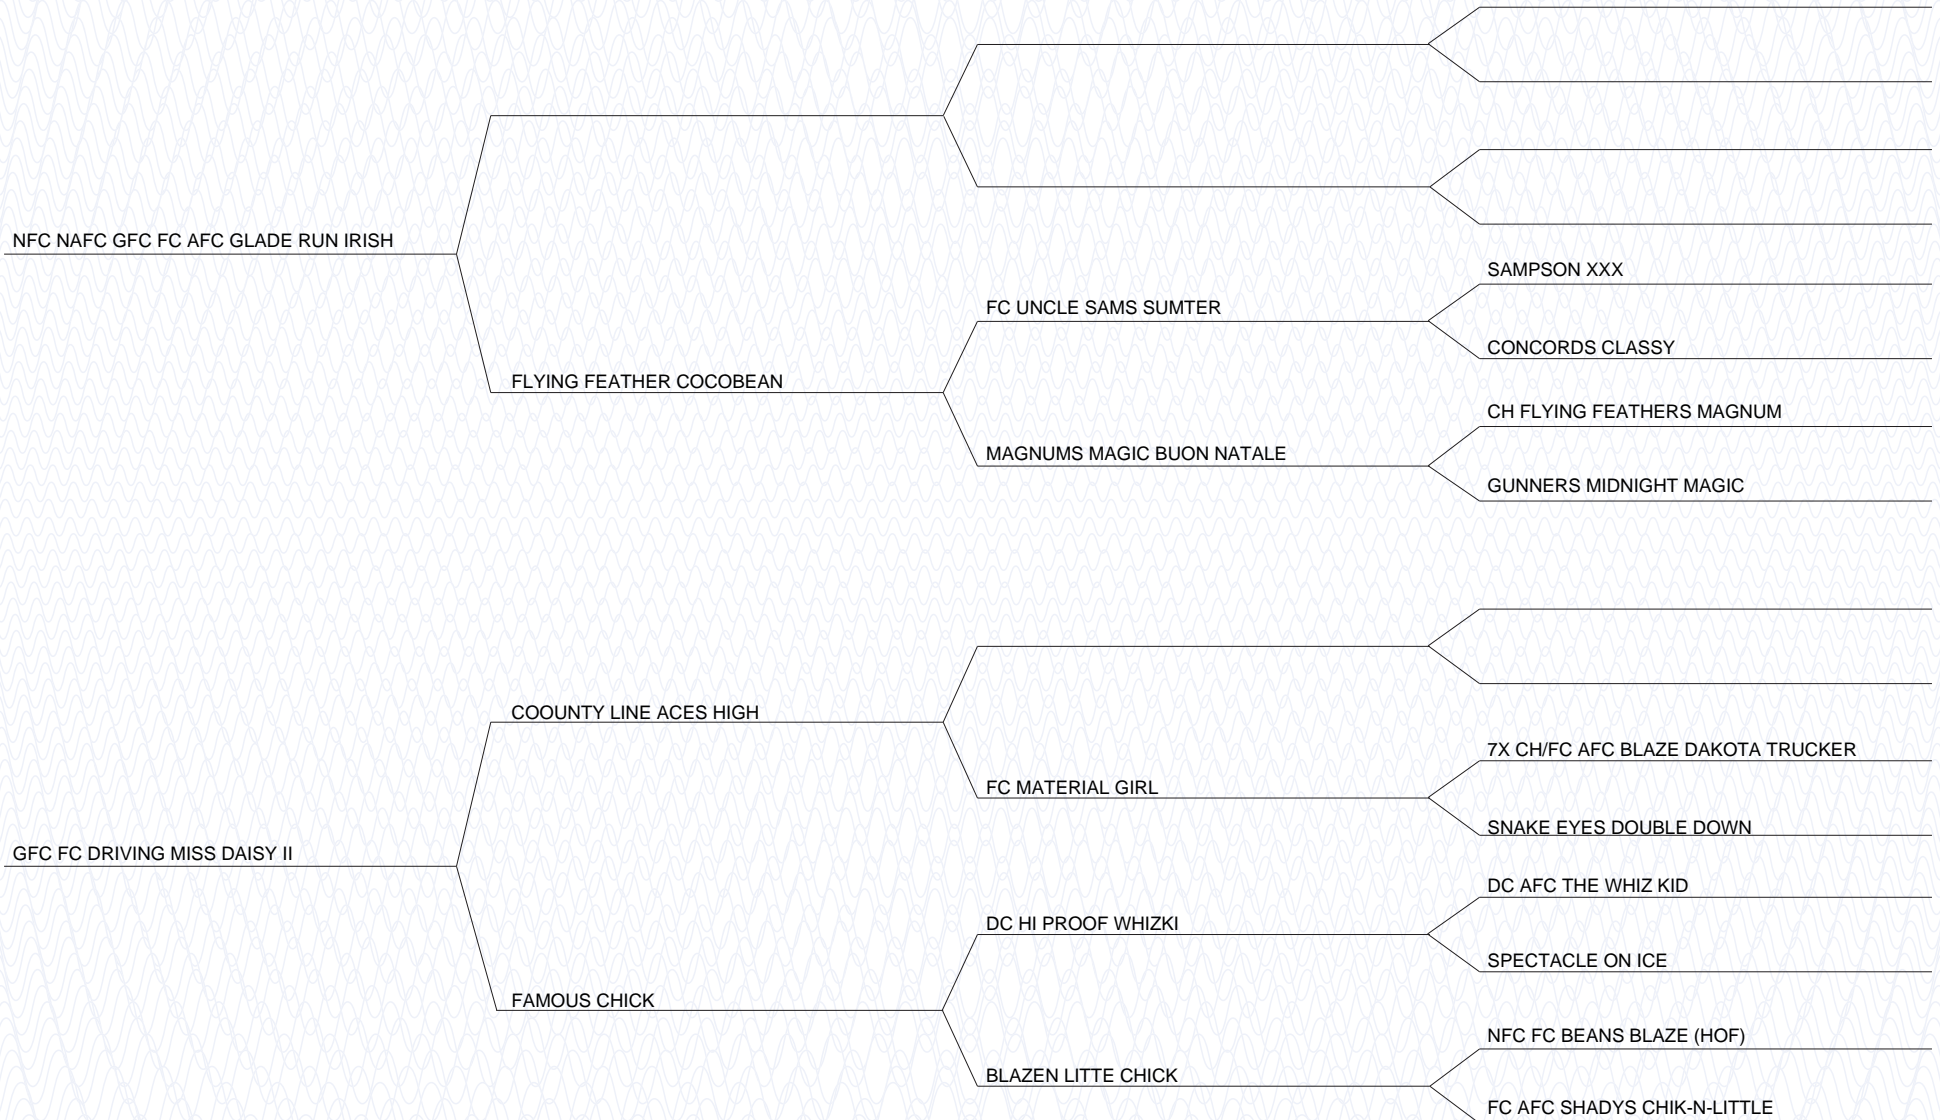 NFC NAFC GFC FC AFC GLADE RUN IRISH
SAMPSON XXX
FC UNCLE SAMS SUMTER
CONCORDS CLASSY
FLYING FEATHER COCOBEAN
CH FLYING FEATHERS MAGNUM
MAGNUMS MAGIC BUON NATALE
GUNNERS MIDNIGHT MAGIC
COOUNTY LINE ACES HIGH
7X CH/FC AFC BLAZE DAKOTA TRUCKER
FC MATERIAL GIRL
SNAKE EYES DOUBLE DOWN
GFC FC DRIVING MISS DAISY II
DC AFC THE WHIZ KID
DC HI PROOF WHIZKI
SPECTACLE ON ICE
FAMOUS CHICK
NFC FC BEANS BLAZE (HOF)
BLAZEN LITTE CHICK
FC AFC SHADYS CHIK-N-LITTLE